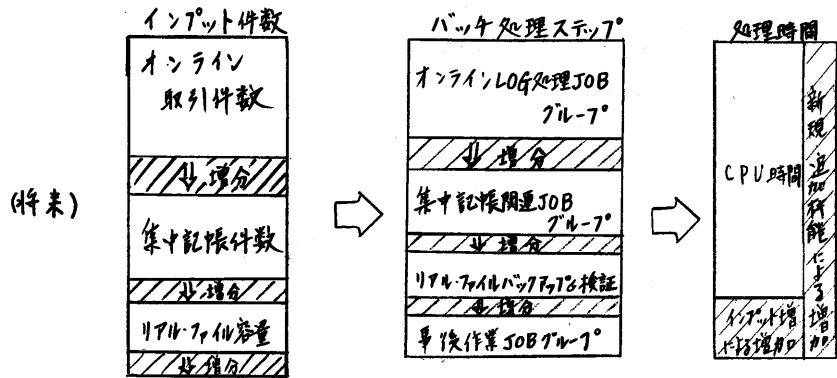 インプット件数
オンライン
取引件数
⇓ 増分
集中記帳件数
⇓ 増分
リアル・ファイル容量
⇓ 増分
(将来)
バッチ処理ステップ
オンラインLOG処理JOB
グループ
⇓ 増分
集中記帳関連JOB
グループ
⇓ 増分
リアル・ファイルバックアップと検証
⇓ 増分
事後作業JOBグループ
処理時間
CPU時間
インプット増
による増加
新規追加機能による増加